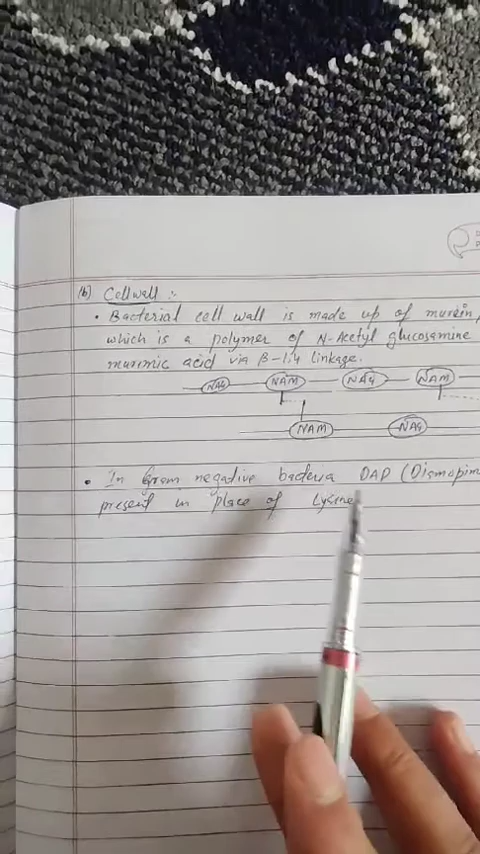 (b) Cellwall :-
• Bacterial cell wall is made up of murein,
which is a polymer of N-Acetyl glucosamine
murimic acid via β-1,4 linkage.
NAG NAM NAG NAM
NAM NAG
• In Gram negative bacteria DAP (Diamopim
present in place of Lysine